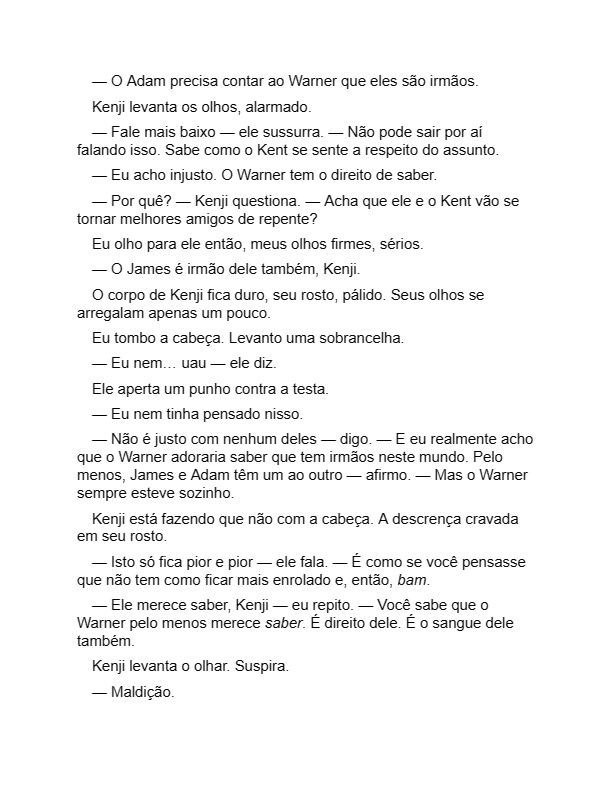 — O Adam precisa contar ao Warner que eles são irmãos.
Kenji levanta os olhos, alarmado.
— Fale mais baixo — ele sussurra. — Não pode sair por aí
falando isso. Sabe como o Kent se sente a respeito do assunto.
— Eu acho injusto. O Warner tem o direito de saber.
— Por quê? — Kenji questiona. — Acha que ele e o Kent vão se
tornar melhores amigos de repente?
Eu olho para ele então, meus olhos firmes, sérios.
— O James é irmão dele também, Kenji.
O corpo de Kenji fica duro, seu rosto, pálido. Seus olhos se
arregalam apenas um pouco.
Eu tombo a cabeça. Levanto uma sobrancelha.
— Eu nem… uau — ele diz.
Ele aperta um punho contra a testa.
— Eu nem tinha pensado nisso.
— Não é justo com nenhum deles — digo. — E eu realmente acho
que o Warner adoraria saber que tem irmãos neste mundo. Pelo
menos, James e Adam têm um ao outro — afirmo. — Mas o Warner
sempre esteve sozinho.
Kenji está fazendo que não com a cabeça. A descrença cravada
em seu rosto.
— Isto só fica pior e pior — ele fala. — É como se você pensasse
que não tem como ficar mais enrolado e, então, bam.
— Ele merece saber, Kenji — eu repito. — Você sabe que o
Warner pelo menos merece saber. É direito dele. É o sangue dele
também.
Kenji levanta o olhar. Suspira.
— Maldição.